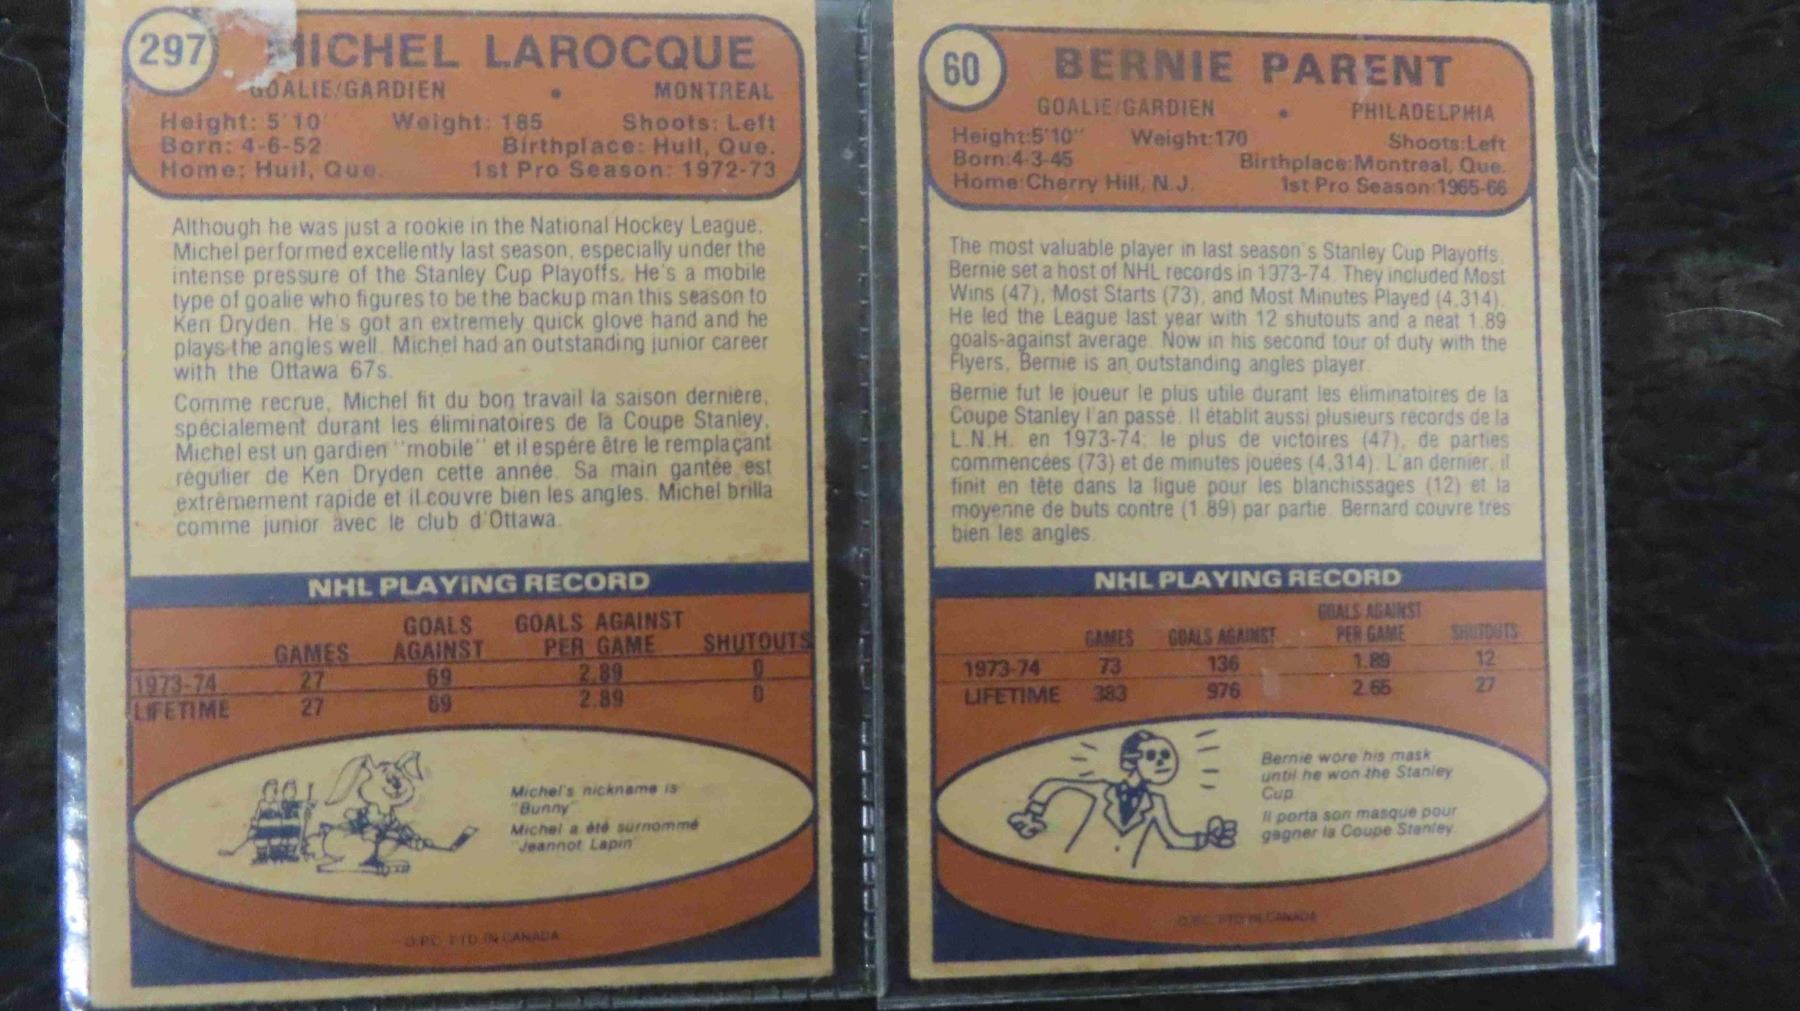 297 MICHEL LAROCQUE
GOALIE/GARDIEN • MONTREAL
Height: 5'10" Weight: 185 Shoots: Left
Born: 4-6-52 Birthplace: Hull, Que.
Home: Hull, Que. 1st Pro Season: 1972-73
Although he was just a rookie in the National Hockey League,
Michel performed excellently last season, especially under the
intense pressure of the Stanley Cup Playoffs. He's a mobile
type of goalie who figures to be the backup man this season to
Ken Dryden. He's got an extremely quick glove hand and he
plays the angles well. Michel had an outstanding junior career
with the Ottawa 67s.
Comme recrue, Michel fit du bon travail la saison dernière,
spécialement durant les éliminatoires de la Coupe Stanley.
Michel est un gardien "mobile" et il espère être le remplaçant
régulier de Ken Dryden cette année. Sa main gantée est
extrêmement rapide et il couvre bien les angles. Michel brilla
comme junior avec le club d'Ottawa.
NHL PLAYING RECORD
GAMES GOALS AGAINST GOALS AGAINST PER GAME SHUTOUTS
1973-74 27 69 2.89 0
LIFETIME 27 69 2.89 0
Michel's nickname is
"Bunny"
Michel a été surnommé
"Jeannot Lapin"
O.P.C. PTD. IN CANADA
60 BERNIE PARENT
GOALIE/GARDIEN • PHILADELPHIA
Height:5'10" Weight:170 Shoots:Left
Born:4-3-45 Birthplace:Montreal, Que.
Home:Cherry Hill, N.J. 1st Pro Season:1965-66
The most valuable player in last season's Stanley Cup Playoffs,
Bernie set a host of NHL records in 1973-74. They included Most
Wins (47), Most Starts (73), and Most Minutes Played (4,314).
He led the League last year with 12 shutouts and a neat 1.89
goals-against average. Now in his second tour of duty with the
Flyers, Bernie is an outstanding angles player.
Bernie fut le joueur le plus utile durant les éliminatoires de la
Coupe Stanley l'an passé. Il établit aussi plusieurs records de la
L.N.H. en 1973-74: le plus de victoires (47), de parties
commencées (73) et de minutes jouées (4,314). L'an dernier, il
finit en tête dans la ligue pour les blanchissages (12) et la
moyenne de buts contre (1.89) par partie. Bernard couvre très
bien les angles.
NHL PLAYING RECORD
GAMES GOALS AGAINST GOALS AGAINST PER GAME SHUTOUTS
1973-74 73 136 1.89 12
LIFETIME 383 976 2.65 27
Bernie wore his mask
until he won the Stanley
Cup.
Il porta son masque pour
gagner la Coupe Stanley.
O.P.C. PTD. IN CANADA